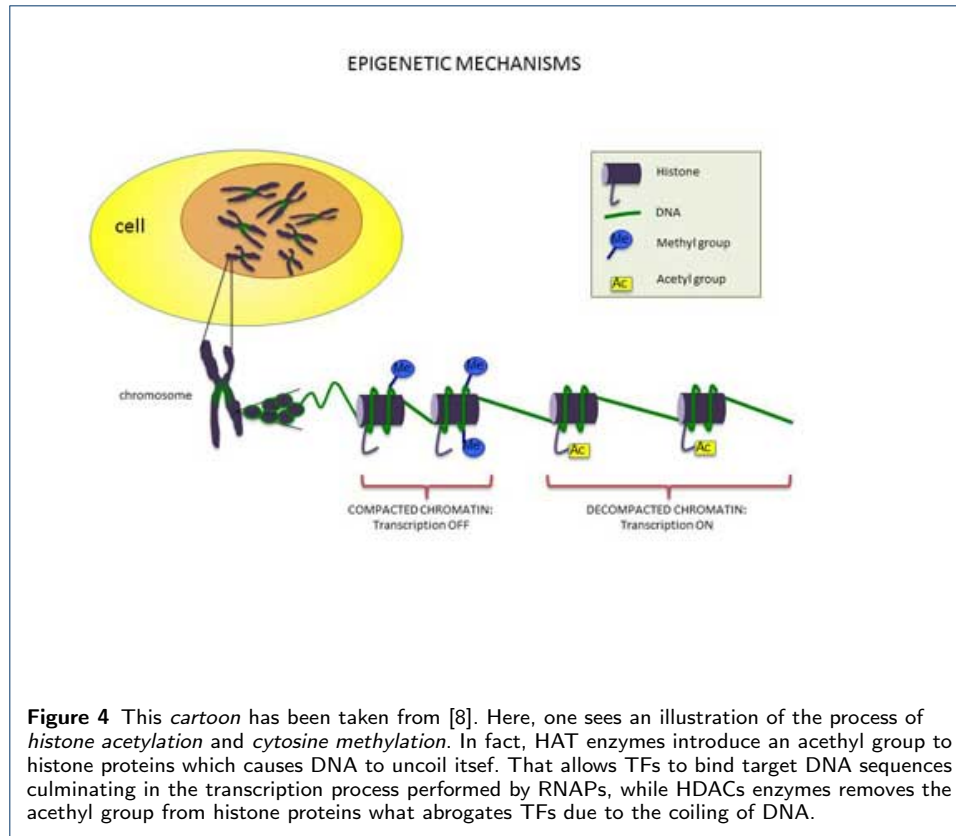 EPIGENETIC MECHANISMS
cell
Histone
DNA
Me
Methyl group
Ac
Acetyl group
chromosome
Me
Me
Me
Ac
Ac
COMPACTED CHROMATIN:
Transcription OFF
DECOMPACTED CHROMATIN:
Transcription ON
Figure 4 This cartoon has been taken from [8]. Here, one sees an illustration of the process of
histone acetylation and cytosine methylation. In fact, HAT enzymes introduce an acethyl group to
histone proteins which causes DNA to uncoil itsef. That allows TFs to bind target DNA sequences
culminating in the transcription process performed by RNAPs, while HDACs enzymes removes the
acethyl group from histone proteins what abrogates TFs due to the coiling of DNA.